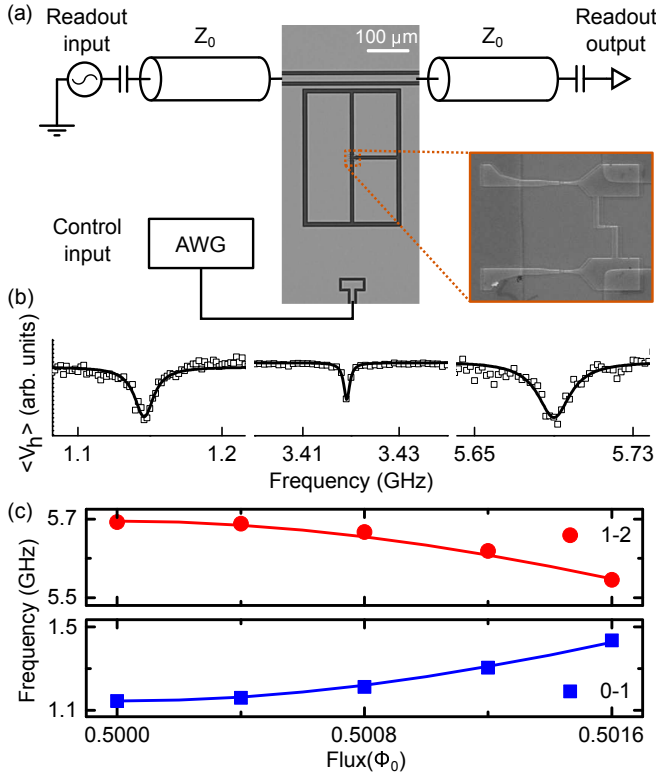 (a)
Readout input
Z0
100 μm
Z0
Readout output
Control input
AWG
(b)
<Vh> (arb. units)
1.1
1.2
3.41
3.43
5.65
5.73
Frequency (GHz)
(c)
Frequency (GHz)
5.7
5.5
1-2
1.5
1.1
0-1
0.5000
0.5008
0.5016
Flux(Φ0)